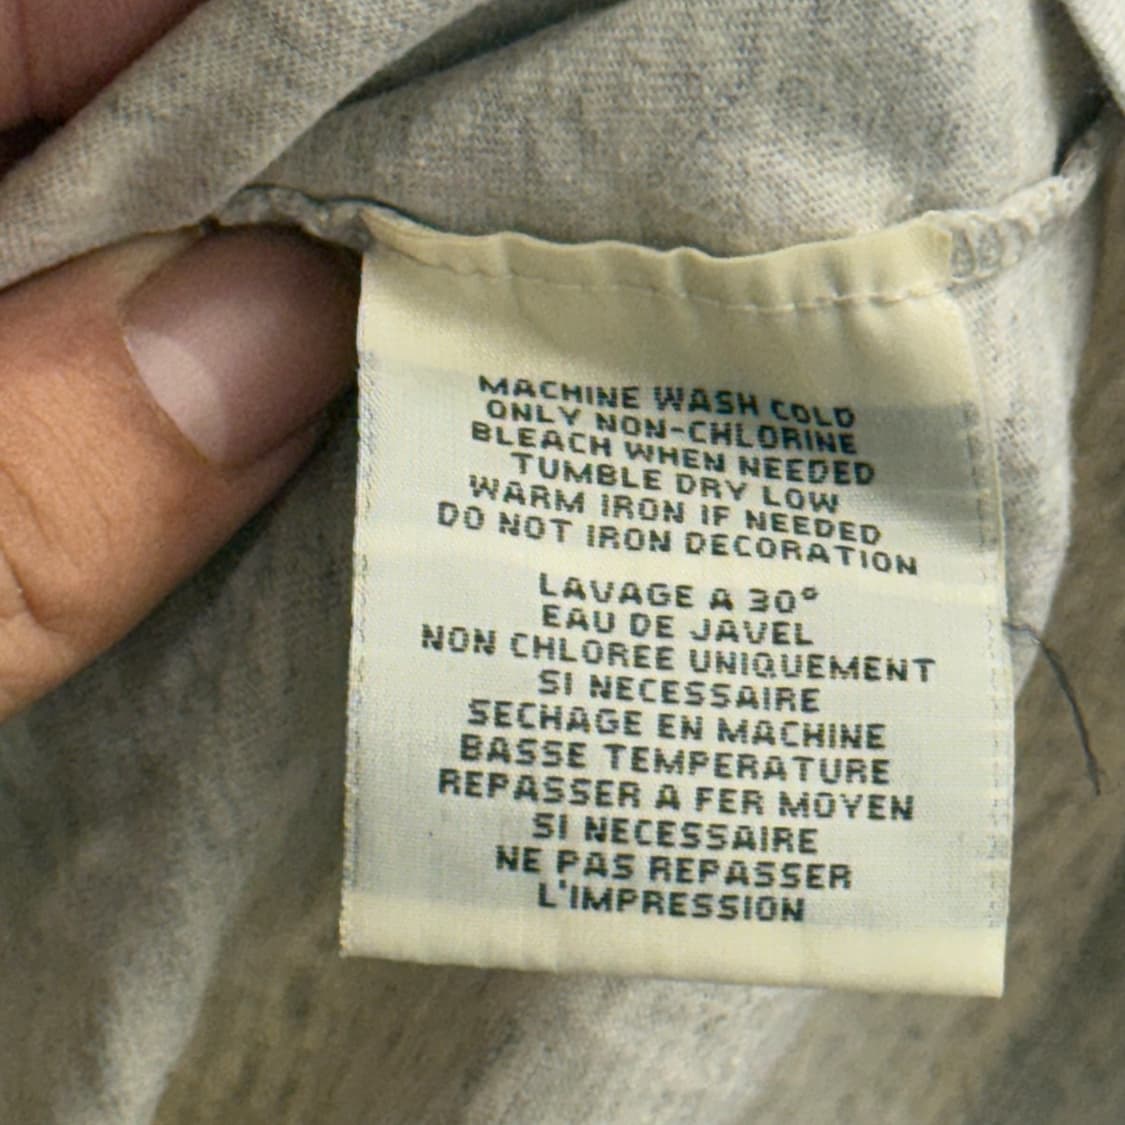 MACHINE WASH COLD
ONLY NON-CHLORINE
BLEACH WHEN NEEDED
TUMBLE DRY LOW
WARM IRON IF NEEDED
DO NOT IRON DECORATION
LAVAGE A 30°
EAU DE JAVEL
NON CHLOREE UNIQUEMENT
SI NECESSAIRE
SECHAGE EN MACHINE
BASSE TEMPERATURE
REPASSER A FER MOYEN
SI NECESSAIRE
NE PAS REPASSER
L'IMPRESSION